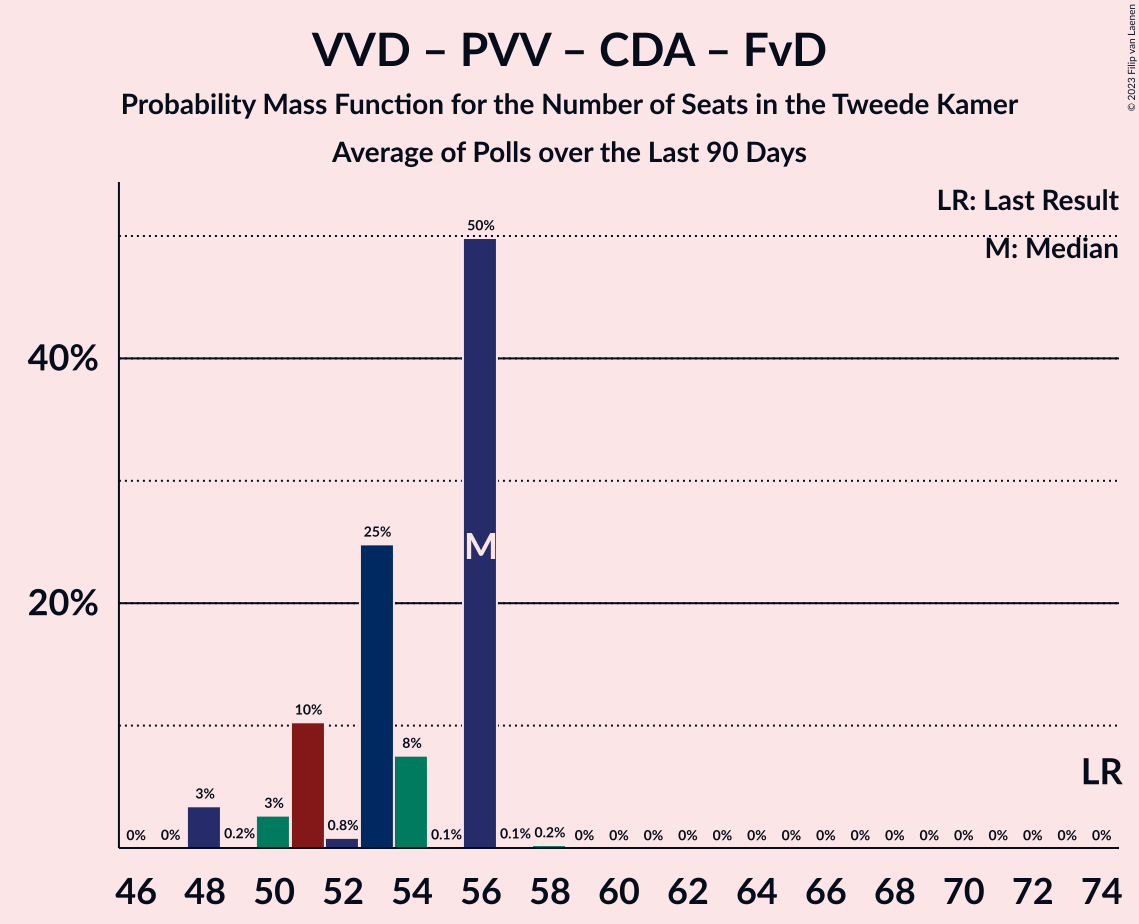 VVD – PVV – CDA – FvD
Probability Mass Function for the Number of Seats in the Tweede Kamer
Average of Polls over the Last 90 Days
© 2023 Filip van Laenen
LR: Last Result
M: Median
40%
20%
0% 0% 3% 0.2% 3% 10% 0.8% 25% 8% 0.1% 50% 0.1% 0.2% 0% 0% 0% 0% 0% 0% 0% 0% 0% 0% 0% 0% 0% 0% 0% 0%
M
LR
46 48 50 52 54 56 58 60 62 64 66 68 70 72 74